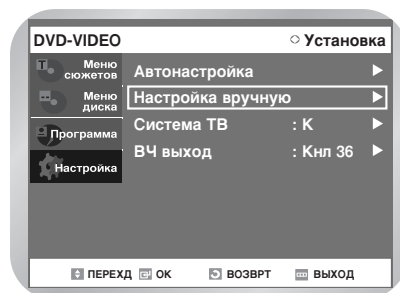 DVD-VIDEO
Установка
Меню сюжетов
Автонастройка
Меню диска
Настройка вручную
Программа
Система ТВ : К
Настройка
ВЧ выход : Кнл 36
ПЕРЕХД ОК ВОЗВРТ ВЫХОД